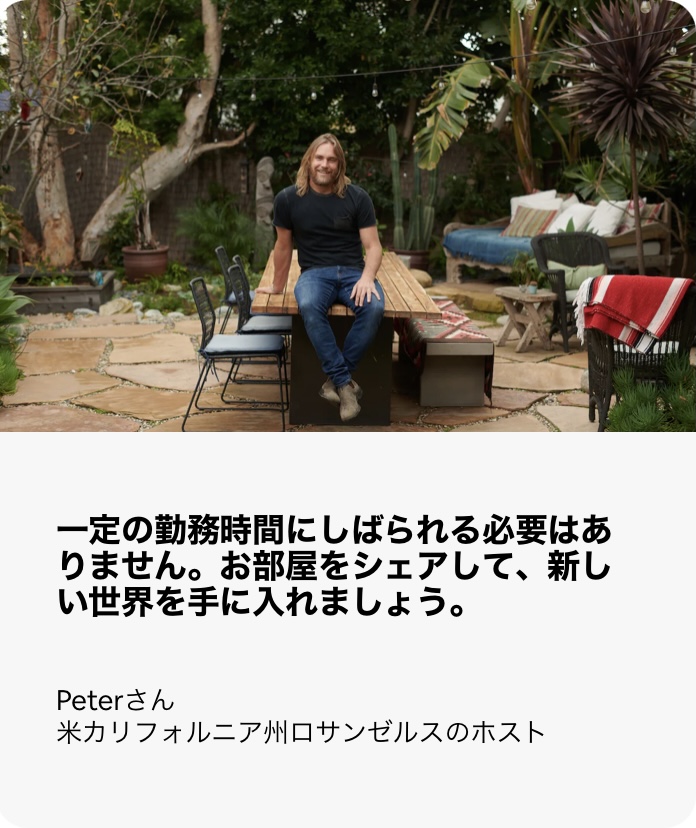 一定の勤務時間にしばられる必要はあ
りません。お部屋をシェアして、新し
い世界を手に入れましょう。
Peterさん
米カリフォルニア州ロサンゼルスのホスト